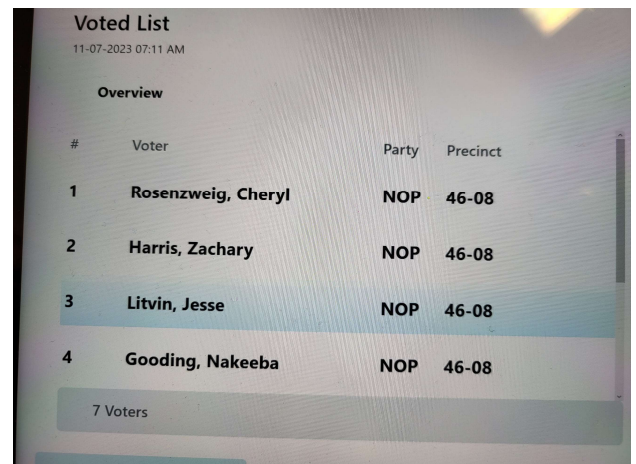 Voted List
11-07-2023 07:11 AM
Overview
# Voter Party Precinct
1 Rosenzweig, Cheryl NOP 46-08
2 Harris, Zachary NOP 46-08
3 Litvin, Jesse NOP 46-08
4 Gooding, Nakeeba NOP 46-08
7 Voters